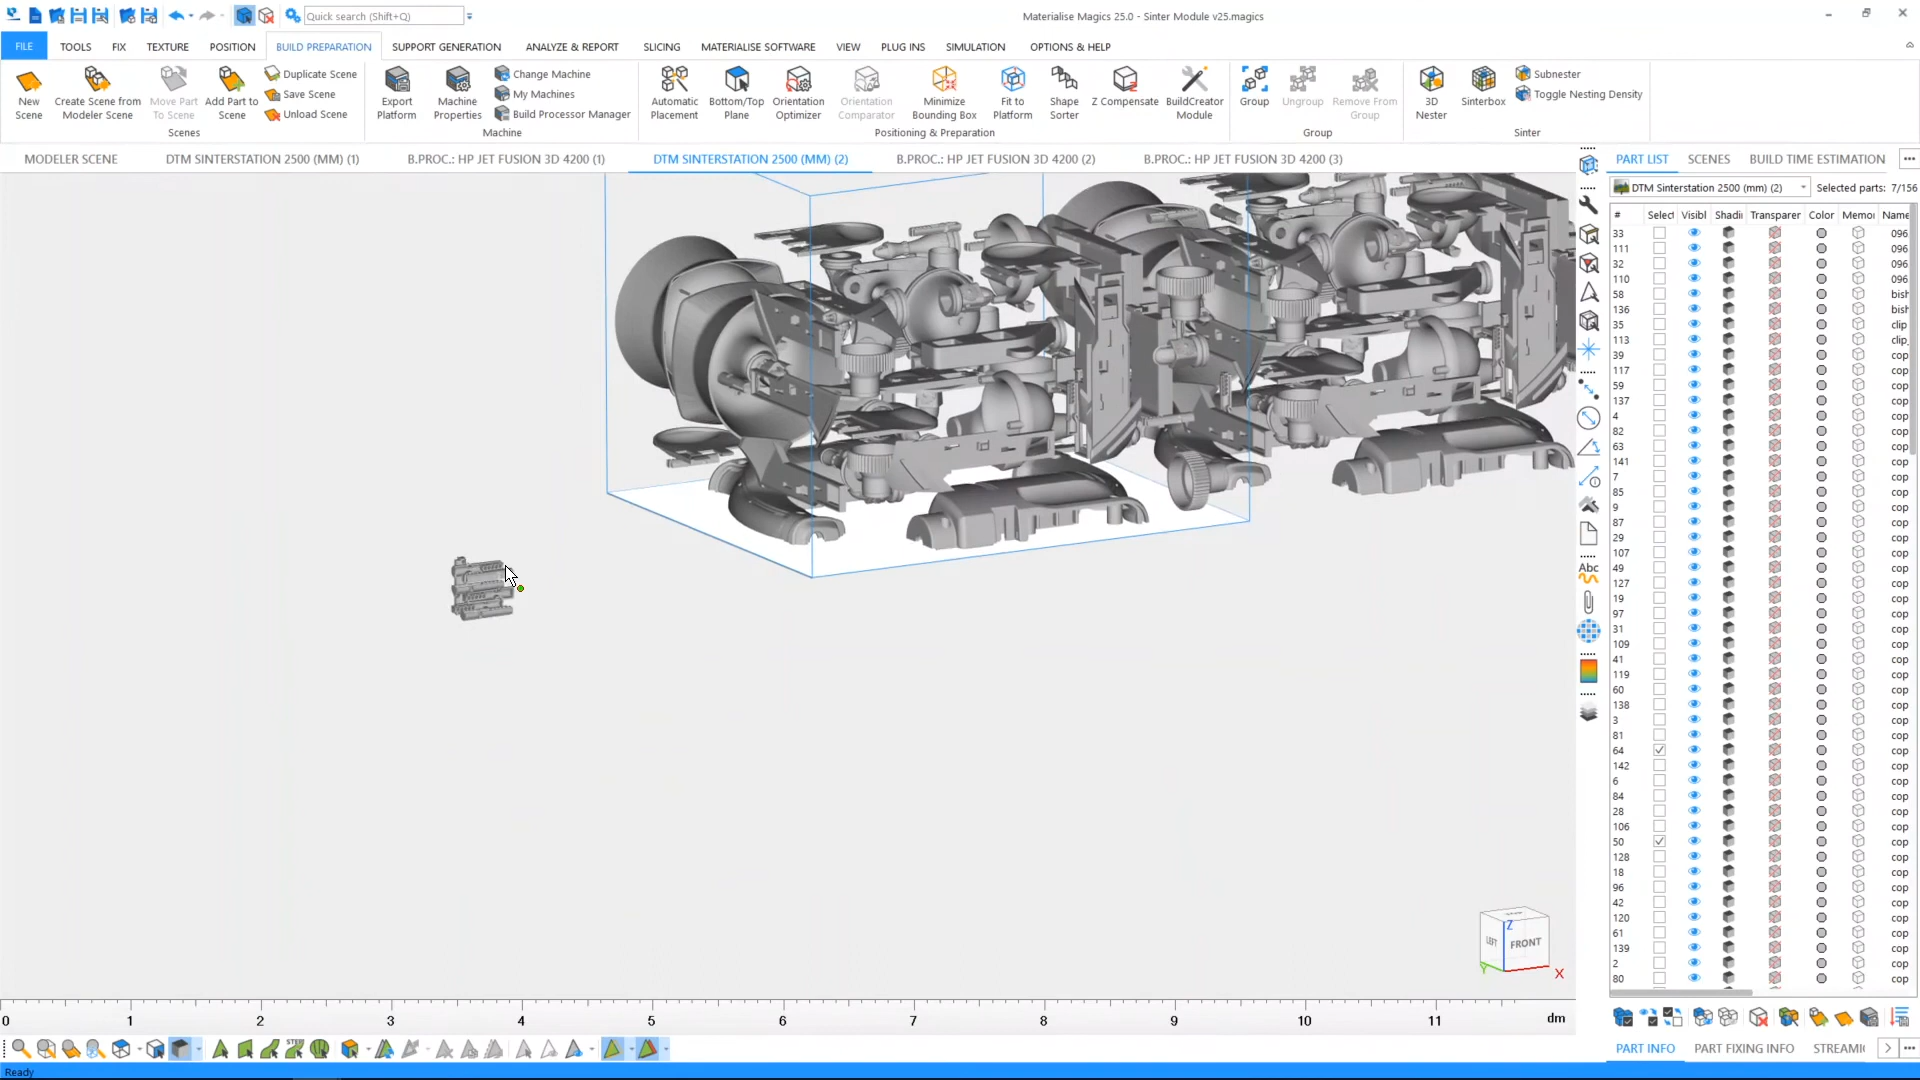 Quick search (Shift+Q)
Materialise Magics 25.0 - Sinter Module v25.magics
FILE TOOLS FIX TEXTURE POSITION BUILD PREPARATION SUPPORT GENERATION ANALYZE & REPORT SLICING MATERIALISE SOFTWARE VIEW PLUG INS SIMULATION OPTIONS & HELP
New Scene
Create Scene from Modeler Scene
Move Part To Scene
Add Part to Scene
Duplicate Scene
Save Scene
Unload Scene
Scenes
Export Platform
Machine Properties
Change Machine
My Machines
Build Processor Manager
Machine
Automatic Placement
Bottom/Top Plane
Orientation Optimizer
Orientation Comparator
Minimize Bounding Box
Fit to Platform
Shape Sorter
Z Compensate
BuildCreator Module
Positioning & Preparation
Group
Ungroup
Remove From Group
Group
3D Nester
Sinterbox
Subnester
Toggle Nesting Density
Sinter
MODELER SCENE DTM SINTERSTATION 2500 (MM) (1) B.PROC.: HP JET FUSION 3D 4200 (1) DTM SINTERSTATION 2500 (MM) (2) B.PROC.: HP JET FUSION 3D 4200 (2) B.PROC.: HP JET FUSION 3D 4200 (3)
PART LIST SCENES BUILD TIME ESTIMATION
DTM Sinterstation 2500 (mm) (2) Selected parts: 7/156
# Select Visibl Shadi Transparer Color Memor Name
33 096
111 096
32 096
110 096
58 bish
136 bish
35 clip
113 clip_
39 cop
117 cop
59 cop
137 cop
4 cop
82 cop
63 cop
141 cop
7 cop
85 cop
9 cop
87 cop
29 cop
107 cop
49 cop
127 cop
19 cop
97 cop
31 cop
109 cop
41 cop
119 cop
60 cop
138 cop
3 cop
81 cop
64 cop
142 cop
6 cop
84 cop
28 cop
106 cop
50 cop
128 cop
18 cop
96 cop
42 cop
120 cop
61 cop
139 cop
2 cop
80 cop
Abc
LEFT FRONT
Z
Y X
0 1 2 3 4 5 6 7 8 9 10 11 dm
STEP
PART INFO PART FIXING INFO STREAMI
Ready